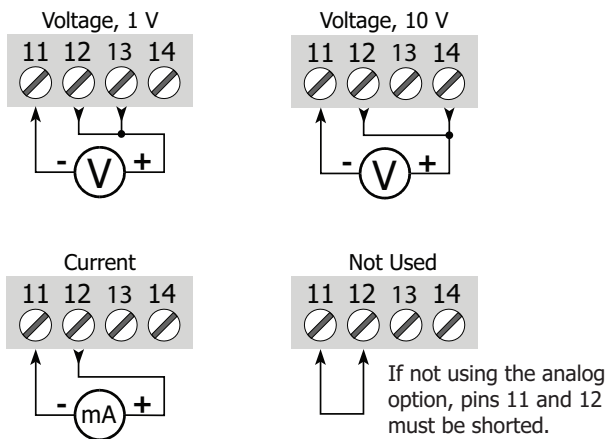 Voltage, 1 V
11 12 13 14
- V +
Voltage, 10 V
11 12 13 14
- V +
Current
11 12 13 14
- mA +
Not Used
11 12 13 14
If not using the analog
option, pins 11 and 12
must be shorted.